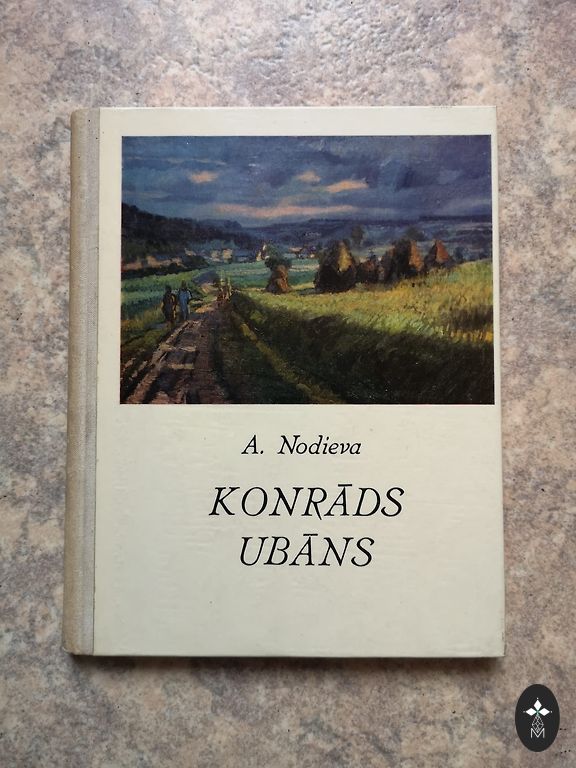 A. Nodieva
KONRĀDS
UBĀNS
M